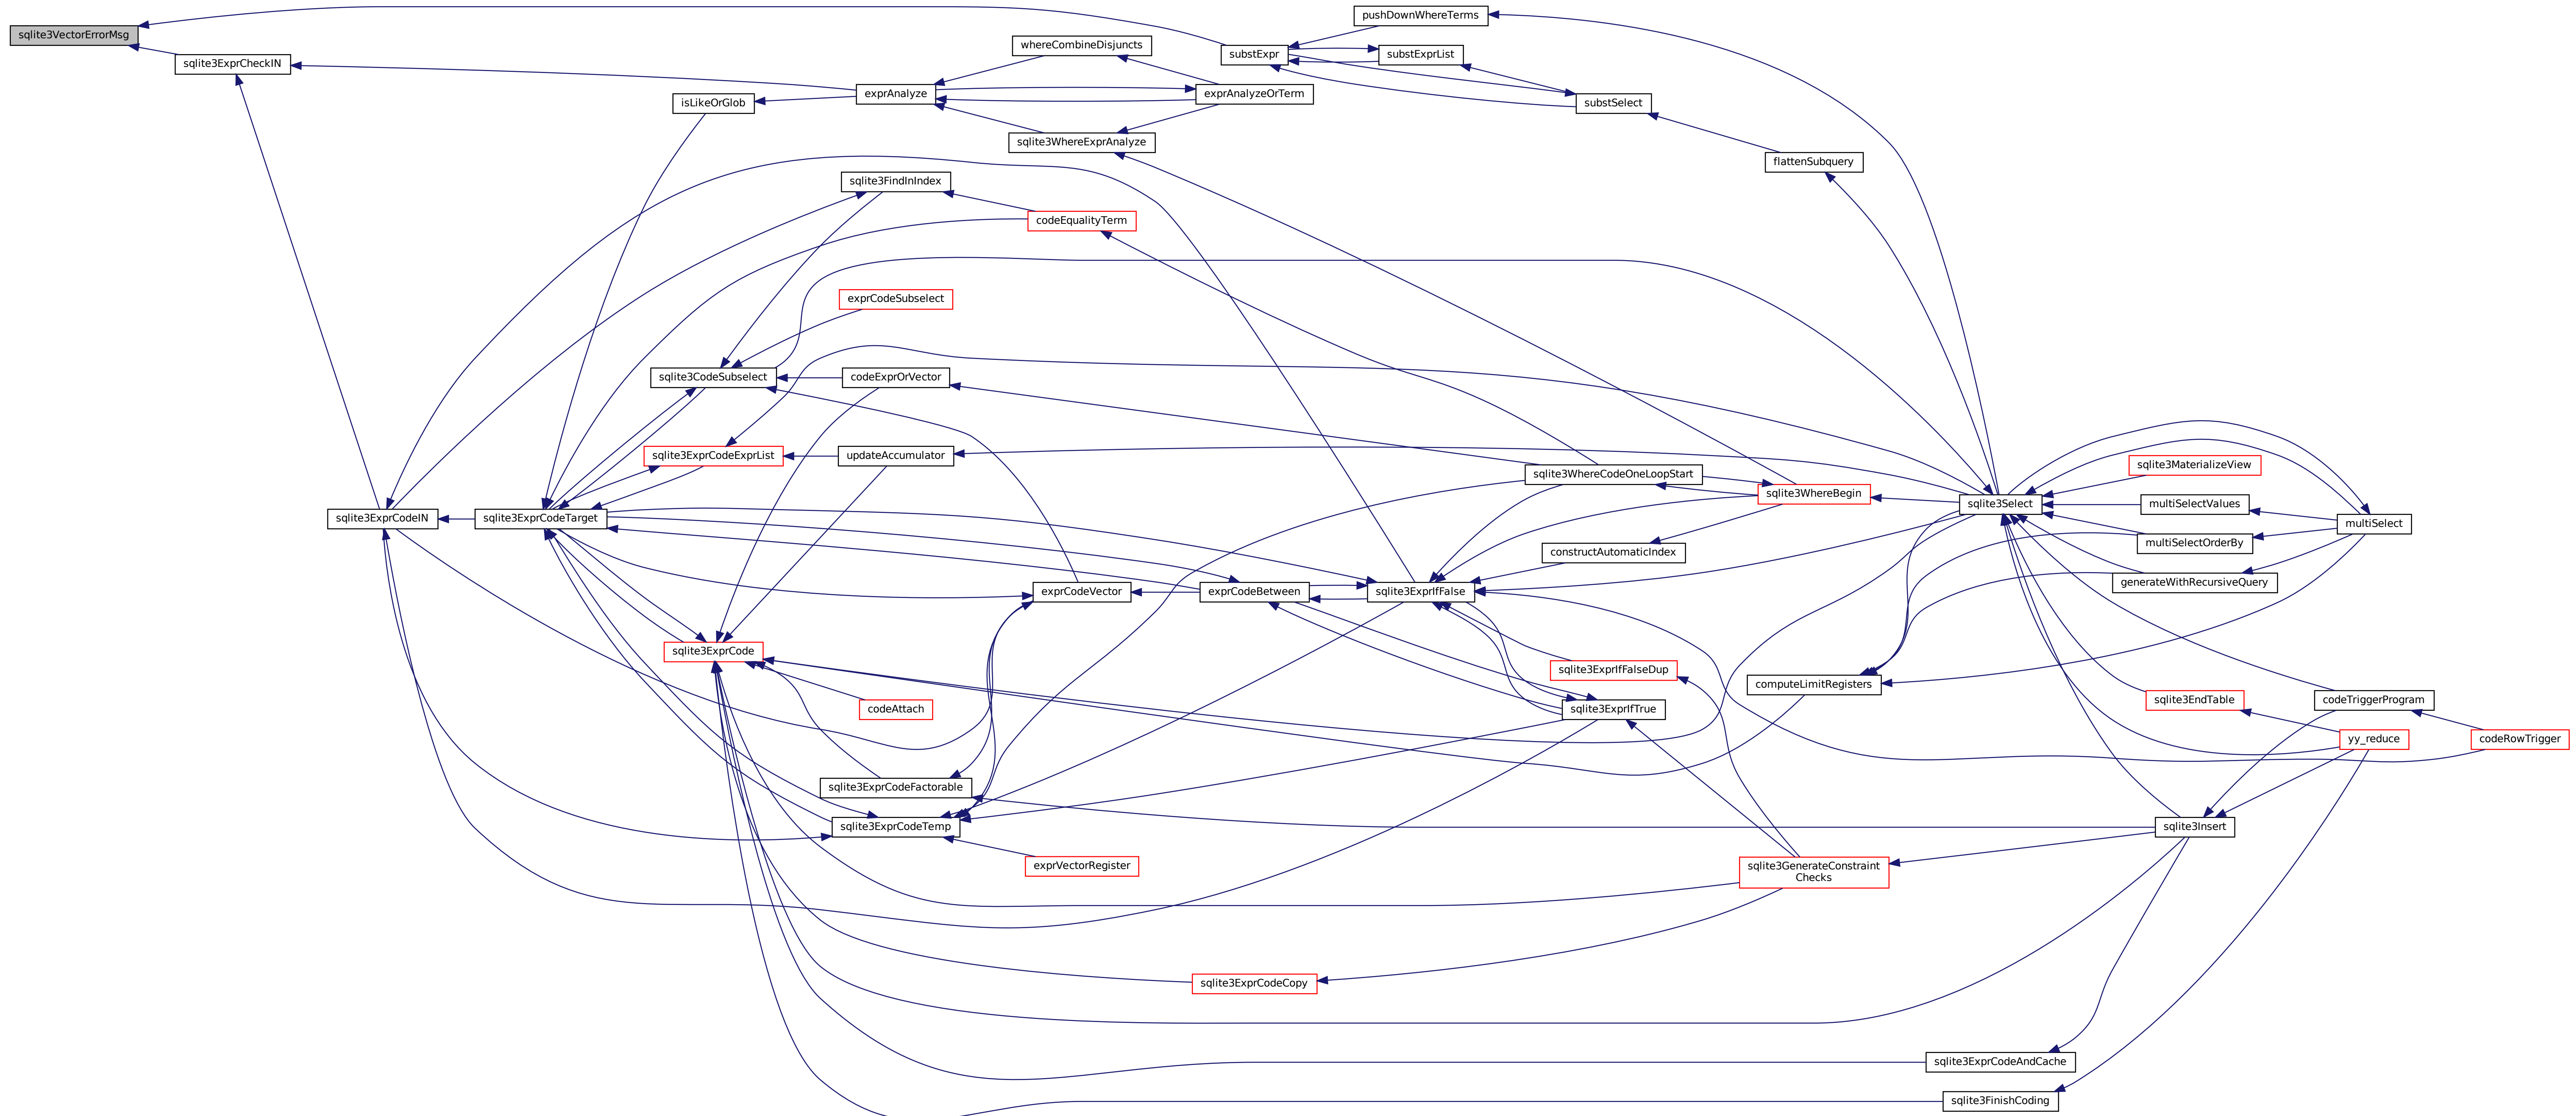 sqlite3VectorErrorMsg
sqlite3ExprCheckIN
pushDownWhereTerms
whereCombineDisjuncts
substExpr
substExprList
isLikeOrGlob
exprAnalyze
exprAnalyzeOrTerm
substSelect
sqlite3WhereExprAnalyze
flattenSubquery
sqlite3FindInIndex
codeEqualityTerm
exprCodeSubselect
sqlite3CodeSubselect
codeExprOrVector
sqlite3ExprCodeExprList
updateAccumulator
sqlite3WhereCodeOneLoopStart
sqlite3MaterializeView
sqlite3WhereBegin
sqlite3Select
multiSelectValues
sqlite3ExprCodeIN
sqlite3ExprCodeTarget
multiSelect
constructAutomaticIndex
multiSelectOrderBy
exprCodeVector
exprCodeBetween
sqlite3ExprIfFalse
generateWithRecursiveQuery
sqlite3ExprCode
sqlite3ExprIfFalseDup
computeLimitRegisters
codeAttach
sqlite3ExprIfTrue
sqlite3EndTable
codeTriggerProgram
yy_reduce
codeRowTrigger
sqlite3ExprCodeFactorable
sqlite3ExprCodeTemp
sqlite3Insert
exprVectorRegister
sqlite3GenerateConstraint
Checks
sqlite3ExprCodeCopy
sqlite3ExprCodeAndCache
sqlite3FinishCoding